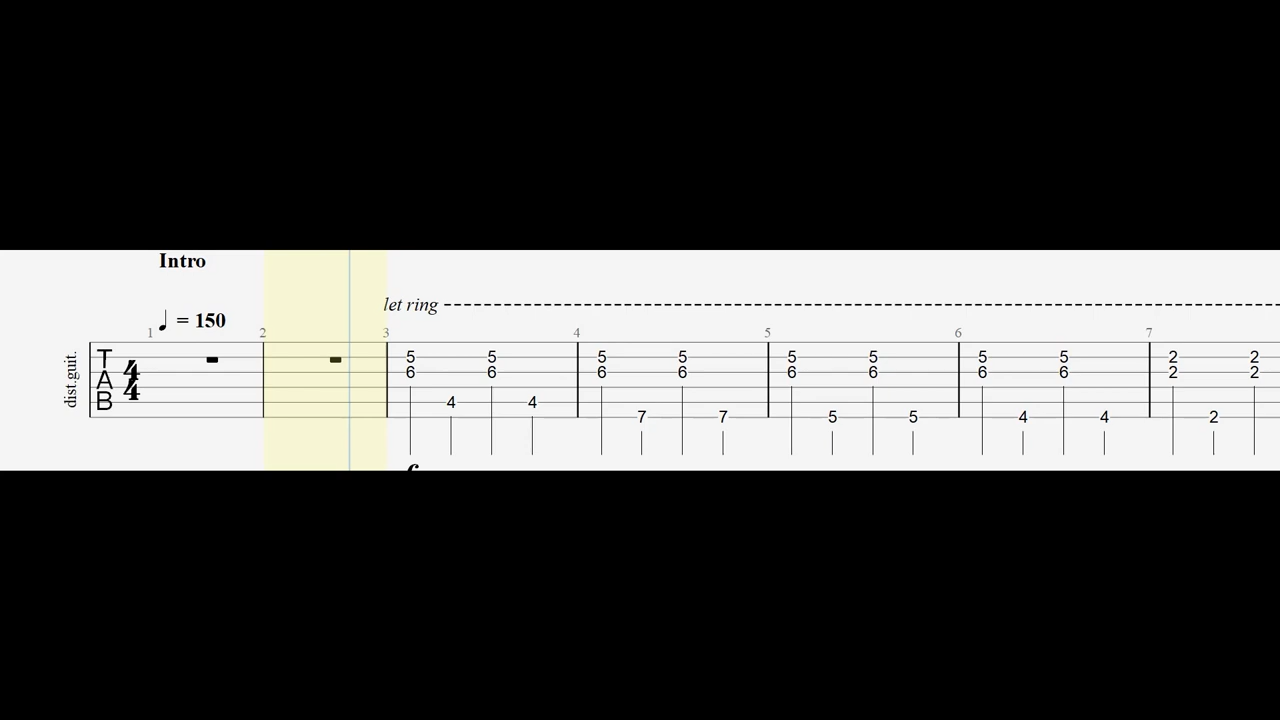 Intro
let ring
= 150
1 2 3 4 5 6 7
dist.guit.
T
A
B
4
4
5 5 5 5 5 5 5 5 2 2
6 6 6 6 6 6 6 6 2 2
4 4
7 7 5 5 4 4 2